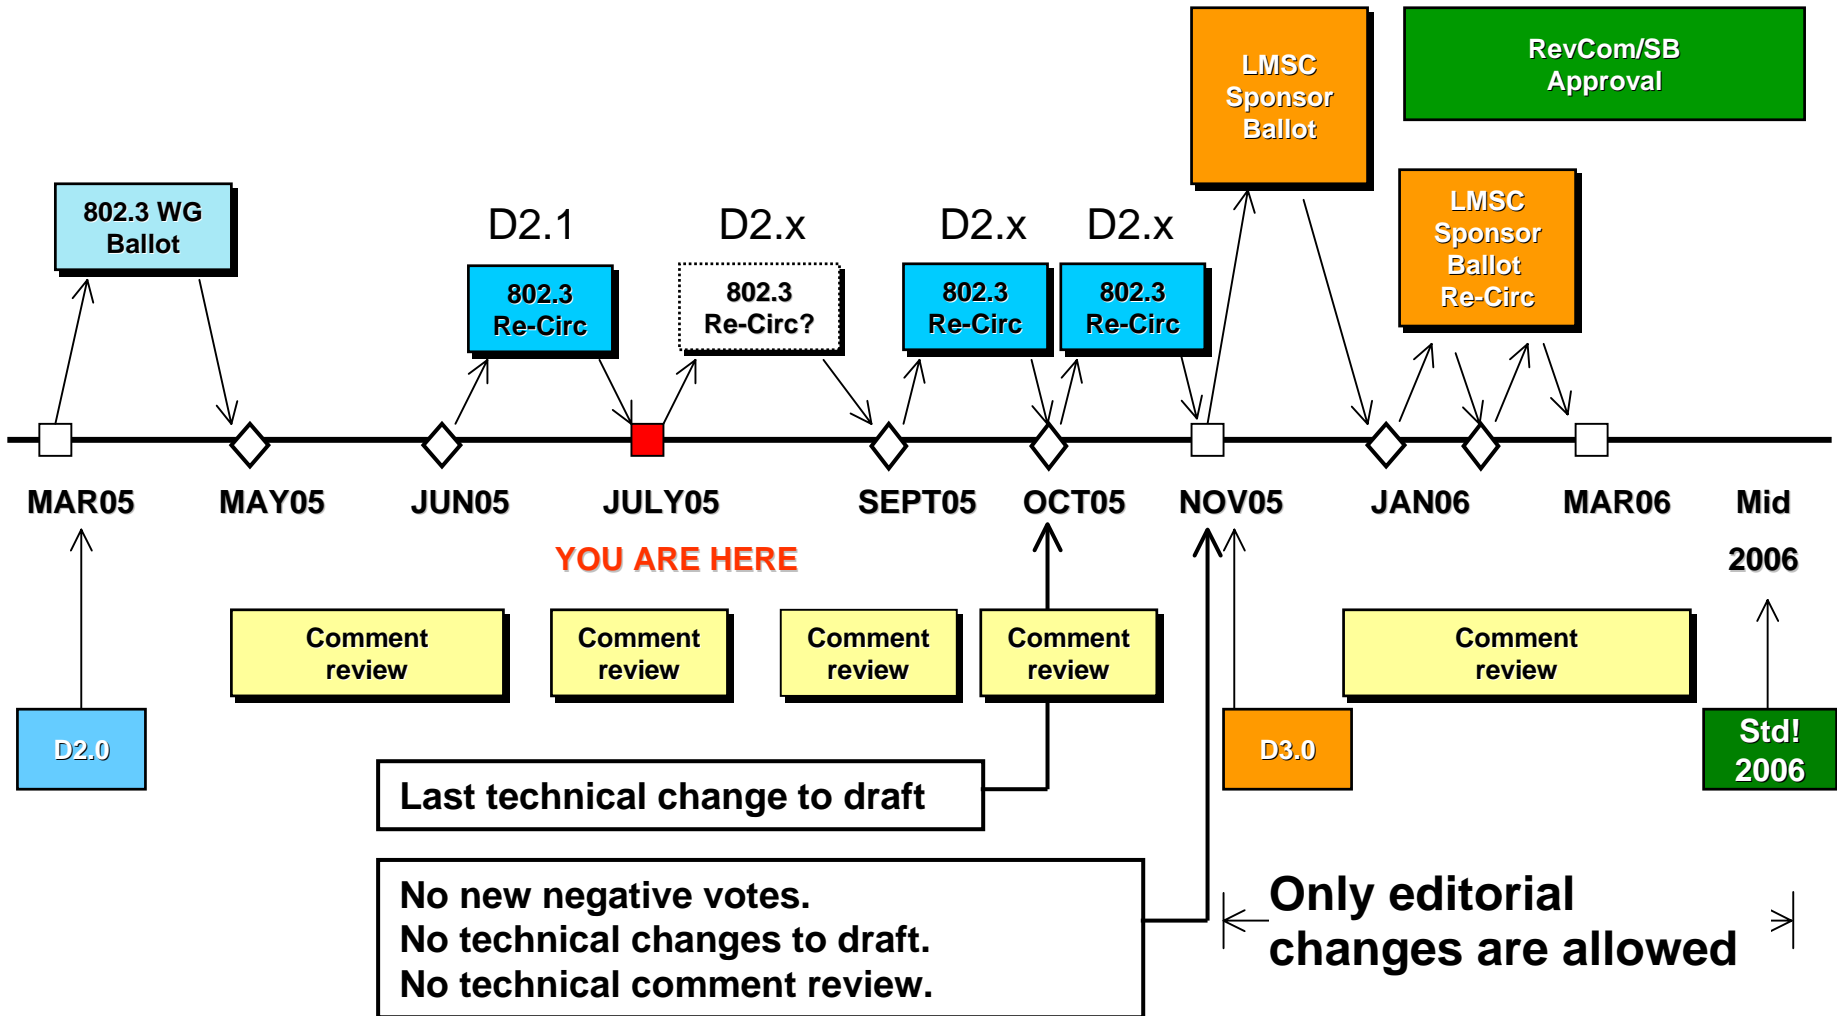 LMSC
Sponsor
Ballot
RevCom/SB
Approval
802.3 WG
Ballot
D2.1
D2.x
D2.x
D2.x
LMSC
Sponsor
Ballot
Re-Circ
802.3
Re-Circ
802.3
Re-Circ?
802.3
Re-Circ
802.3
Re-Circ
MAR05
MAY05
JUN05
JULY05
SEPT05
OCT05
NOV05
JAN06
MAR06
Mid
2006
YOU ARE HERE
Comment
review
Comment
review
Comment
review
Comment
review
Comment
review
D2.0
D3.0
Std!
2006
Last technical change to draft
No new negative votes.
No technical changes to draft.
No technical comment review.
Only editorial
changes are allowed